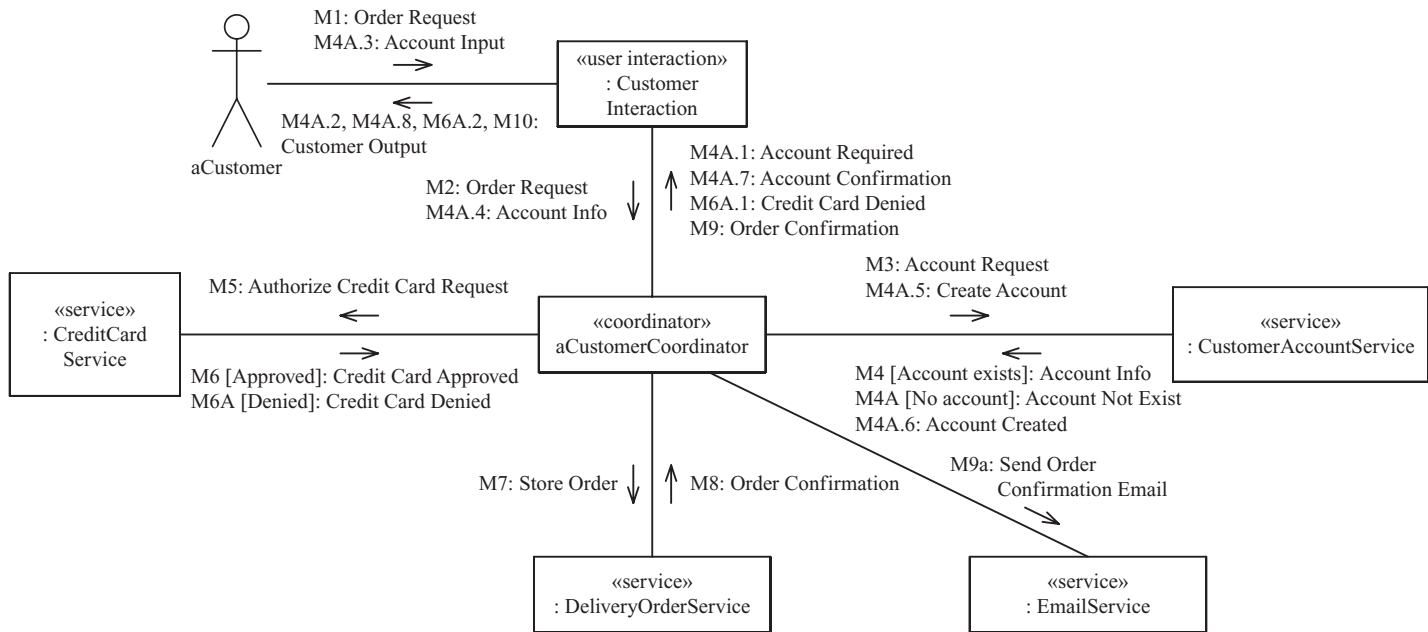 M1: Order Request
M4A.3: Account Input
«user interaction»
: Customer
Interaction
M4A.2, M4A.8, M6A.2, M10:
Customer Output
aCustomer
M4A.1: Account Required
M4A.7: Account Confirmation
M6A.1: Credit Card Denied
M9: Order Confirmation
M2: Order Request
M4A.4: Account Info
M3: Account Request
M4A.5: Create Account
M5: Authorize Credit Card Request
«service»
: CreditCard
Service
«coordinator»
aCustomerCoordinator
«service»
: CustomerAccountService
M6 [Approved]: Credit Card Approved
M6A [Denied]: Credit Card Denied
M4 [Account exists]: Account Info
M4A [No account]: Account Not Exist
M4A.6: Account Created
M7: Store Order
M8: Order Confirmation
M9a: Send Order
Confirmation Email
«service»
: DeliveryOrderService
«service»
: EmailService